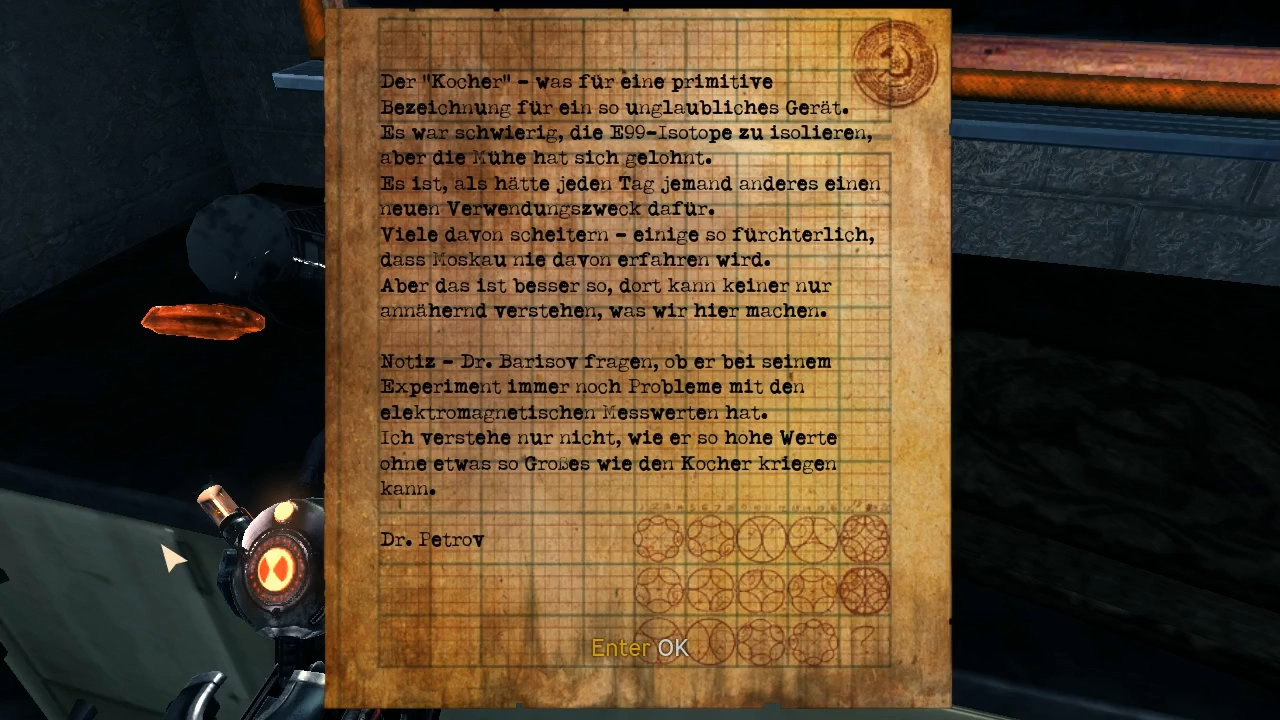 Der "Kocher" - was für eine primitive
Bezeichnung für ein so unglaubliches Gerät.
Es war schwierig, die E99-Isotope zu isolieren,
aber die Mühe hat sich gelohnt.
Es ist, als hätte jeden Tag jemand anderes einen
neuen Verwendungszweck dafür.
Viele davon scheitern - einige so fürchterlich,
dass Moskau nie davon erfahren wird.
Aber das ist besser so, dort kann keiner nur
annähernd verstehen, was wir hier machen.
Notiz - Dr. Barisov fragen, ob er bei seinem
Experiment immer noch Probleme mit den
elektromagnetischen Messwerten hat.
Ich verstehe nur nicht, wie er so hohe Werte
ohne etwas so Großes wie den Kocher kriegen
kann.
Dr. Petrov
Enter OK